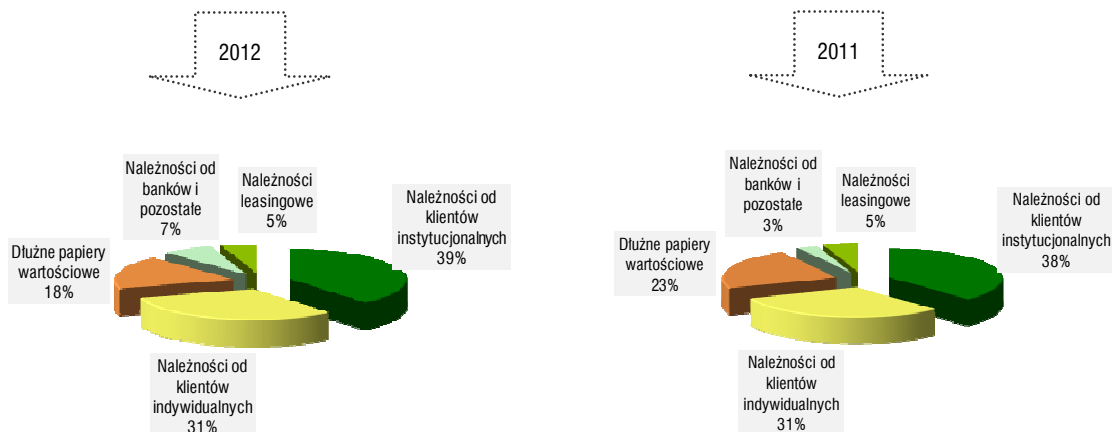 2012
Należności od
banków i
pozostałe
7%
Należności
leasingowe
5%
Należności od
klientów
instytucjonalnych
39%
Dłużne papiery
wartościowe
18%
Należności od
klientów
indywidualnych
31%
2011
Należności od
banków i
pozostałe
3%
Należności
leasingowe
5%
Należności od
klientów
instytucjonalnych
38%
Dłużne papiery
wartościowe
23%
Należności od
klientów
indywidualnych
31%